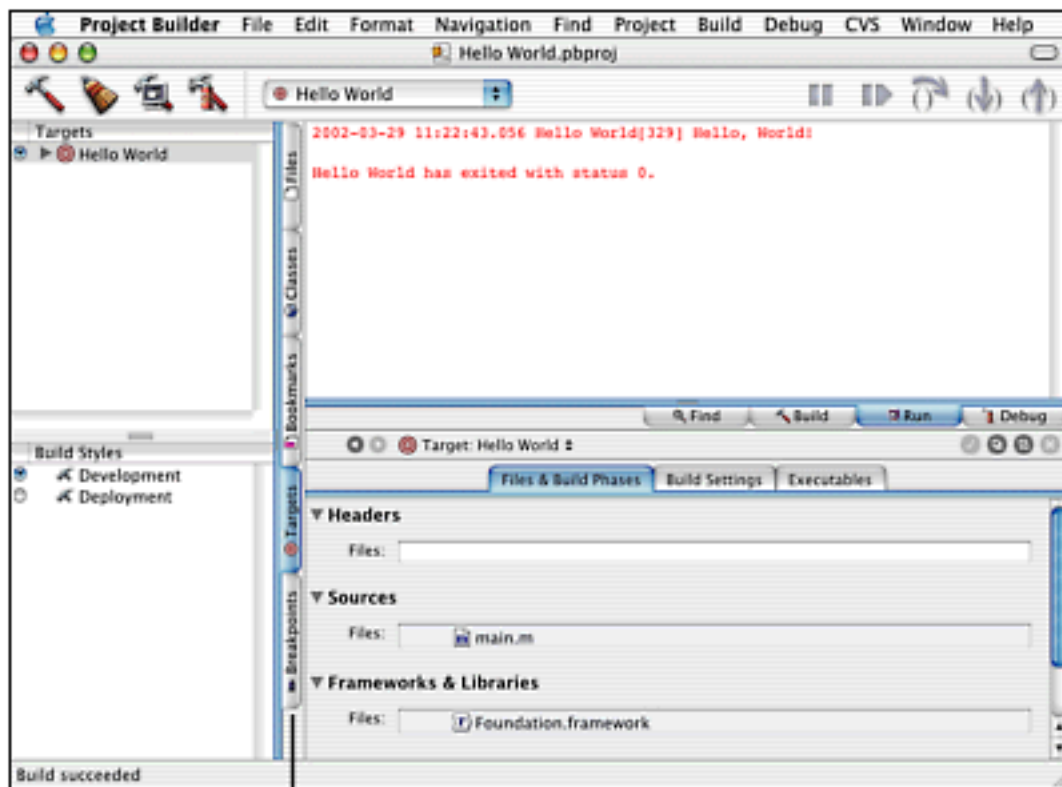 Project Builder File Edit Format Navigation Find Project Build Debug CVS Window Help
Hello World.pbproj
Hello World
Targets
Hello World
Files
Classes
Bookmarks
Targets
Breakpoints
2002-03-29 11:22:43.056 Hello World[329] Hello, World!
Hello World has exited with status 0.
Find Build Run Debug
Target: Hello World
Files & Build Phases Build Settings Executables
Headers
Files:
Sources
Files: main.m
Frameworks & Libraries
Files: Foundation.framework
Build Styles
Development
Deployment
Build succeeded